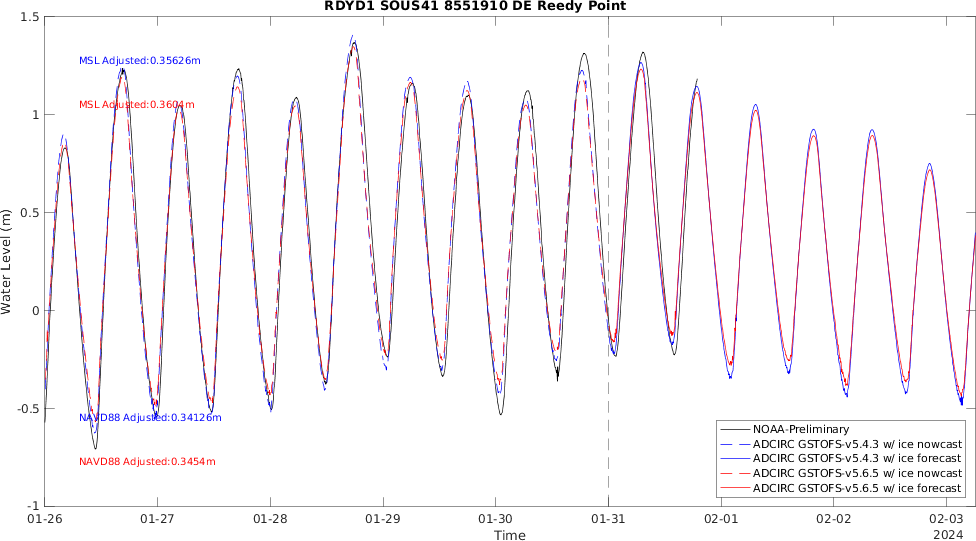 RDYD1 SOUS41 8551910 DE Reedy Point
1.5
MSL Adjusted:0.35626m
MSL Adjusted:0.3604m
1
0.5
Water Level (m)
0
-0.5
NAVD88 Adjusted:0.34126m
NAVD88 Adjusted:0.3454m
NOAA-Preliminary
ADCIRC GSTOFS-v5.4.3 w/ ice nowcast
ADCIRC GSTOFS-v5.4.3 w/ ice forecast
ADCIRC GSTOFS-v5.6.5 w/ ice nowcast
ADCIRC GSTOFS-v5.6.5 w/ ice forecast
-1
01-26 01-27 01-28 01-29 01-30 01-31 02-01 02-02 02-03
Time
2024